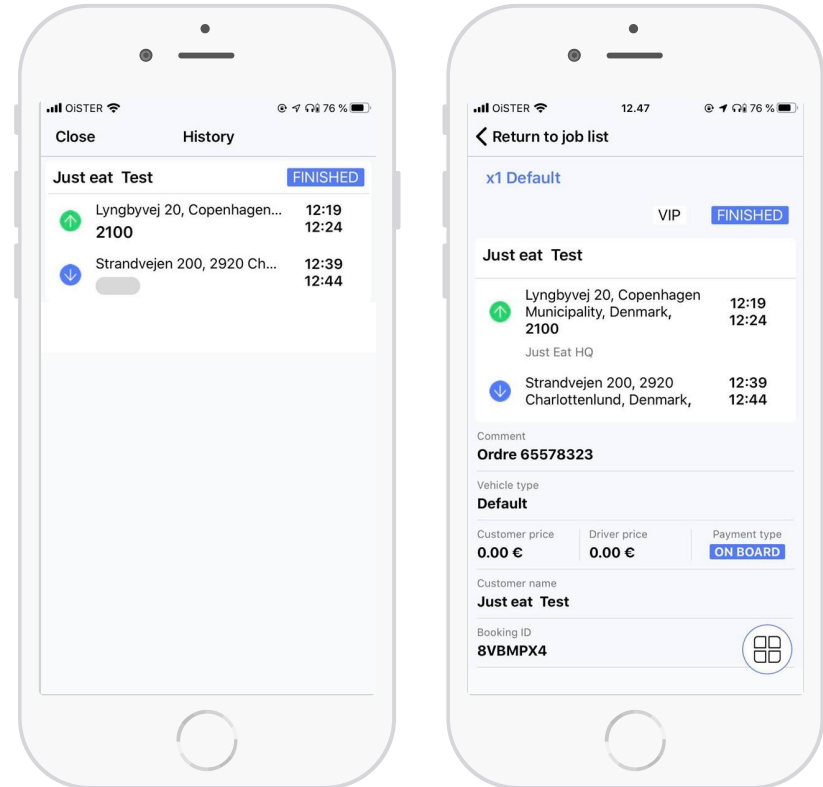 OiSTER
76 %
Close
History
Just eat Test
FINISHED
Lyngbyvej 20, Copenhagen...
12:19
2100
12:24
Strandvejen 200, 2920 Ch...
12:39
12:44
OiSTER
12.47
76 %
Return to job list
x1 Default
VIP
FINISHED
Just eat Test
Lyngbyvej 20, Copenhagen
Municipality, Denmark,
2100
12:19
12:24
Just Eat HQ
Strandvejen 200, 2920
Charlottenlund, Denmark,
12:39
12:44
Comment
Ordre 65578323
Vehicle type
Default
Customer price
0.00 €
Driver price
0.00 €
Payment type
ON BOARD
Customer name
Just eat Test
Booking ID
8VBMPX4